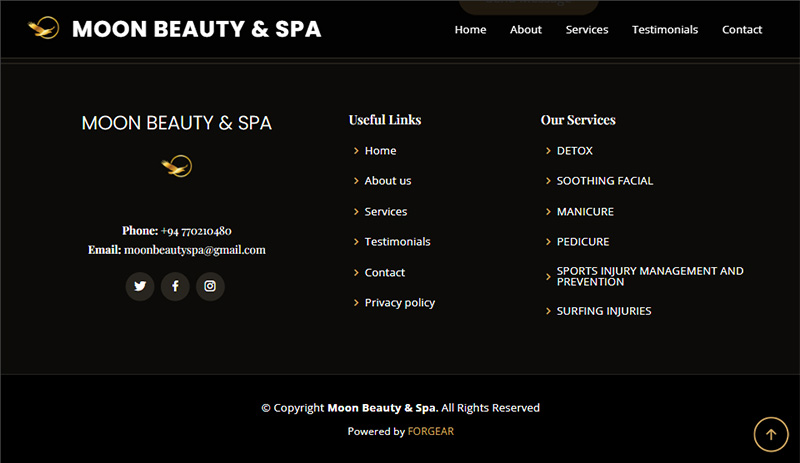 MOON BEAUTY & SPA
Home About Services Testimonials Contact
MOON BEAUTY & SPA
Phone: +94 770210480
Email: moonbeautyspa@gmail.com
Useful Links
Home
About us
Services
Testimonials
Contact
Privacy policy
Our Services
DETOX
SOOTHING FACIAL
MANICURE
PEDICURE
SPORTS INJURY MANAGEMENT AND
PREVENTION
SURFING INJURIES
© Copyright Moon Beauty & Spa. All Rights Reserved
Powered by FORGEAR